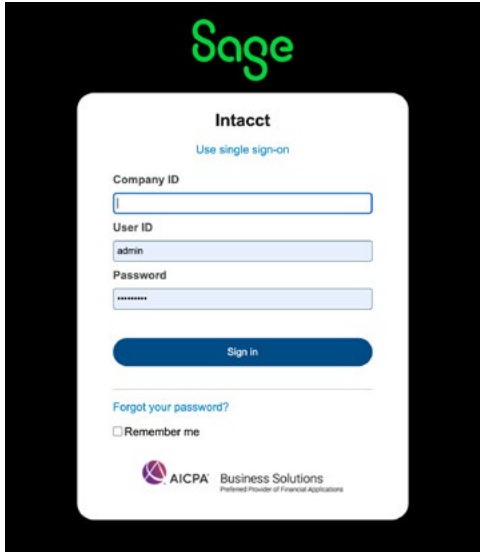 Sage
Intacct
Use single sign-on
Company ID
User ID
admin
Password
•••••••••
Sign in
Forgot your password?
Remember me
AICPA Business Solutions
Preferred Provider of Financial Applications